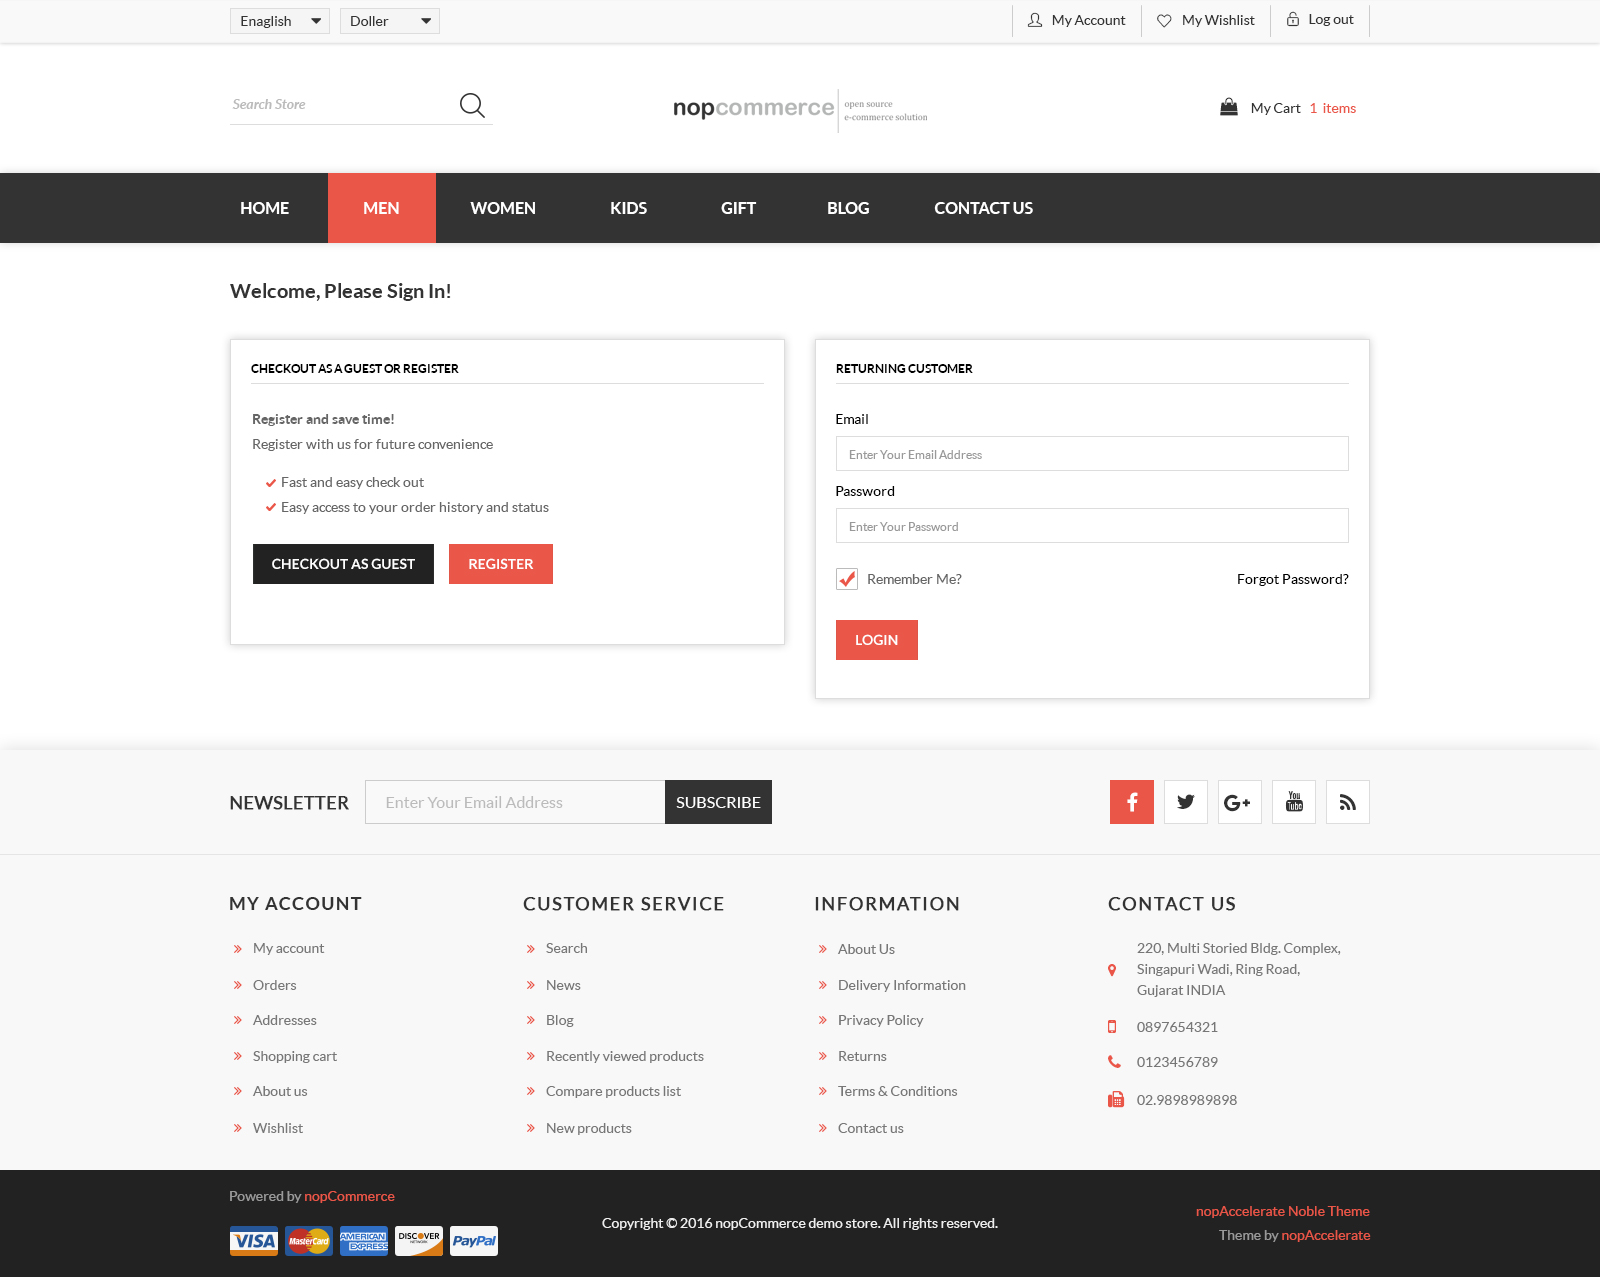 Enaglish
Doller
My Account
My Wishlist
Log out
Search Store
nopcommerce
open source
e-commerce solution
My Cart 1 items
HOME
MEN
WOMEN
KIDS
GIFT
BLOG
CONTACT US
Welcome, Please Sign In!
CHECKOUT AS A GUEST OR REGISTER
Register and save time!
Register with us for future convenience
Fast and easy check out
Easy access to your order history and status
CHECKOUT AS GUEST
REGISTER
RETURNING CUSTOMER
Email
Enter Your Email Address
Password
Enter Your Password
Remember Me?
Forgot Password?
LOGIN
NEWSLETTER
Enter Your Email Address
SUBSCRIBE
f
G+
You
Tube
MY ACCOUNT
My account
Orders
Addresses
Shopping cart
About us
Wishlist
CUSTOMER SERVICE
Search
News
Blog
Recently viewed products
Compare products list
New products
INFORMATION
About Us
Delivery Information
Privacy Policy
Returns
Terms & Conditions
Contact us
CONTACT US
220, Multi Storied Bldg. Complex,
Singapuri Wadi, Ring Road,
Gujarat INDIA
0897654321
0123456789
02.9898989898
Powered by nopCommerce
VISA
MasterCard
AMERICAN
EXPRESS
DISCOVER
NETWORK
PayPal
Copyright © 2016 nopCommerce demo store. All rights reserved.
nopAccelerate Noble Theme
Theme by nopAccelerate